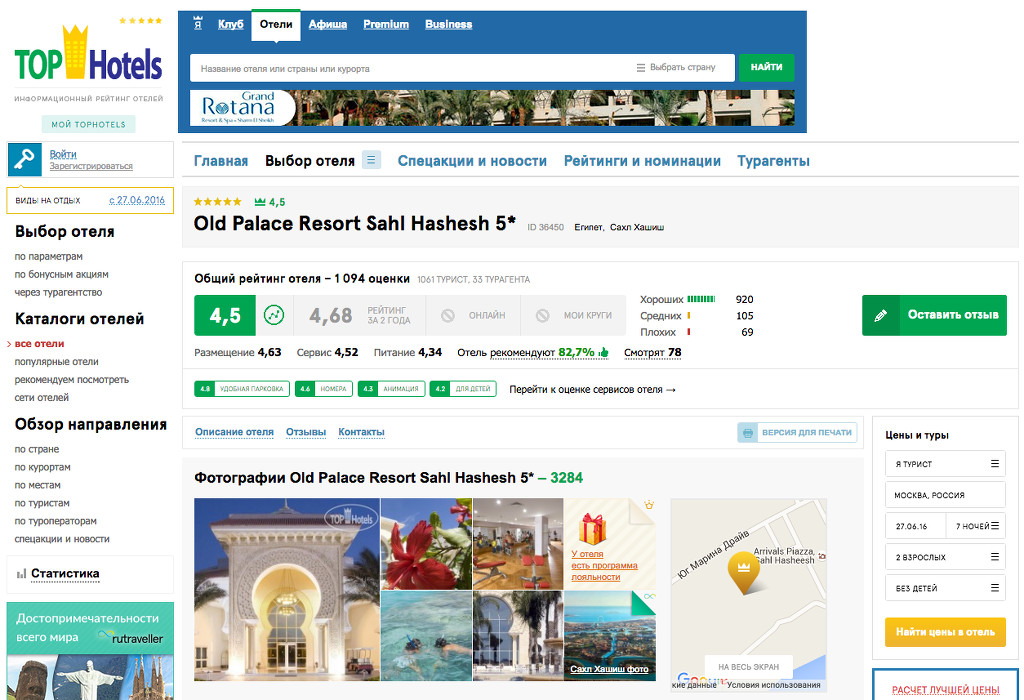 TOP Hotels
ИНФОРМАЦИОННЫЙ РЕЙТИНГ ОТЕЛЕЙ
МОЙ TOPHOTELS
Войти
Зарегистрироваться
ВИДЫ НА ОТДЫХ с 27.06.2016
Выбор отеля
по параметрам
по бонусным акциям
через турагентство
Каталоги отелей
все отели
популярные отели
рекомендуем посмотреть
сети отелей
Обзор направления
по стране
по курортам
по местам
по туристам
по туроператорам
спецакции и новости
Статистика
Достопримечательности
всего мира rutraveller
Я Клуб Отели Афиша Premium Business
Название отеля или страны или курорта Выбрать страну НАЙТИ
Grand
Rotana
Resort & Spa • Sharm El Sheikh
Главная Выбор отеля Спецакции и новости Рейтинги и номинации Турагенты
4,5
Old Palace Resort Sahl Hashesh 5* ID 36450 Египет, Сахл Хашиш
Общий рейтинг отеля – 1 094 оценки 1061 ТУРИСТ, 33 ТУРАГЕНТА
4,5 4,68 РЕЙТИНГ ЗА 2 ГОДА ОНЛАЙН МОИ КРУГИ
Хороших 920
Средних 105
Плохих 69
Оставить отзыв
Размещение 4,63 Сервис 4,52 Питание 4,34 Отель рекомендуют 82,7% Смотрят 78
4.8 УДОБНАЯ ПАРКОВКА 4.6 НОМЕРА 4.3 АНИМАЦИЯ 4.2 ДЛЯ ДЕТЕЙ Перейти к оценке сервисов отеля →
Описание отеля Отзывы Контакты ВЕРСИЯ ДЛЯ ПЕЧАТИ
Фотографии Old Palace Resort Sahl Hashesh 5* – 3284
TOP Hotels
У отеля
есть программа
лояльности
Сахл Хашиш фото
Юг Марина Драйв
Arrivals Piazza,
Sahl Hasheesh
НА ВЕСЬ ЭКРАН
кие данные Условия использования
Цены и туры
Я ТУРИСТ
МОСКВА, РОССИЯ
27.06.16 7 НОЧЕЙ
2 ВЗРОСЛЫХ
БЕЗ ДЕТЕЙ
Найти цены в отель
РАСЧЕТ ЛУЧШЕЙ ЦЕНЫ